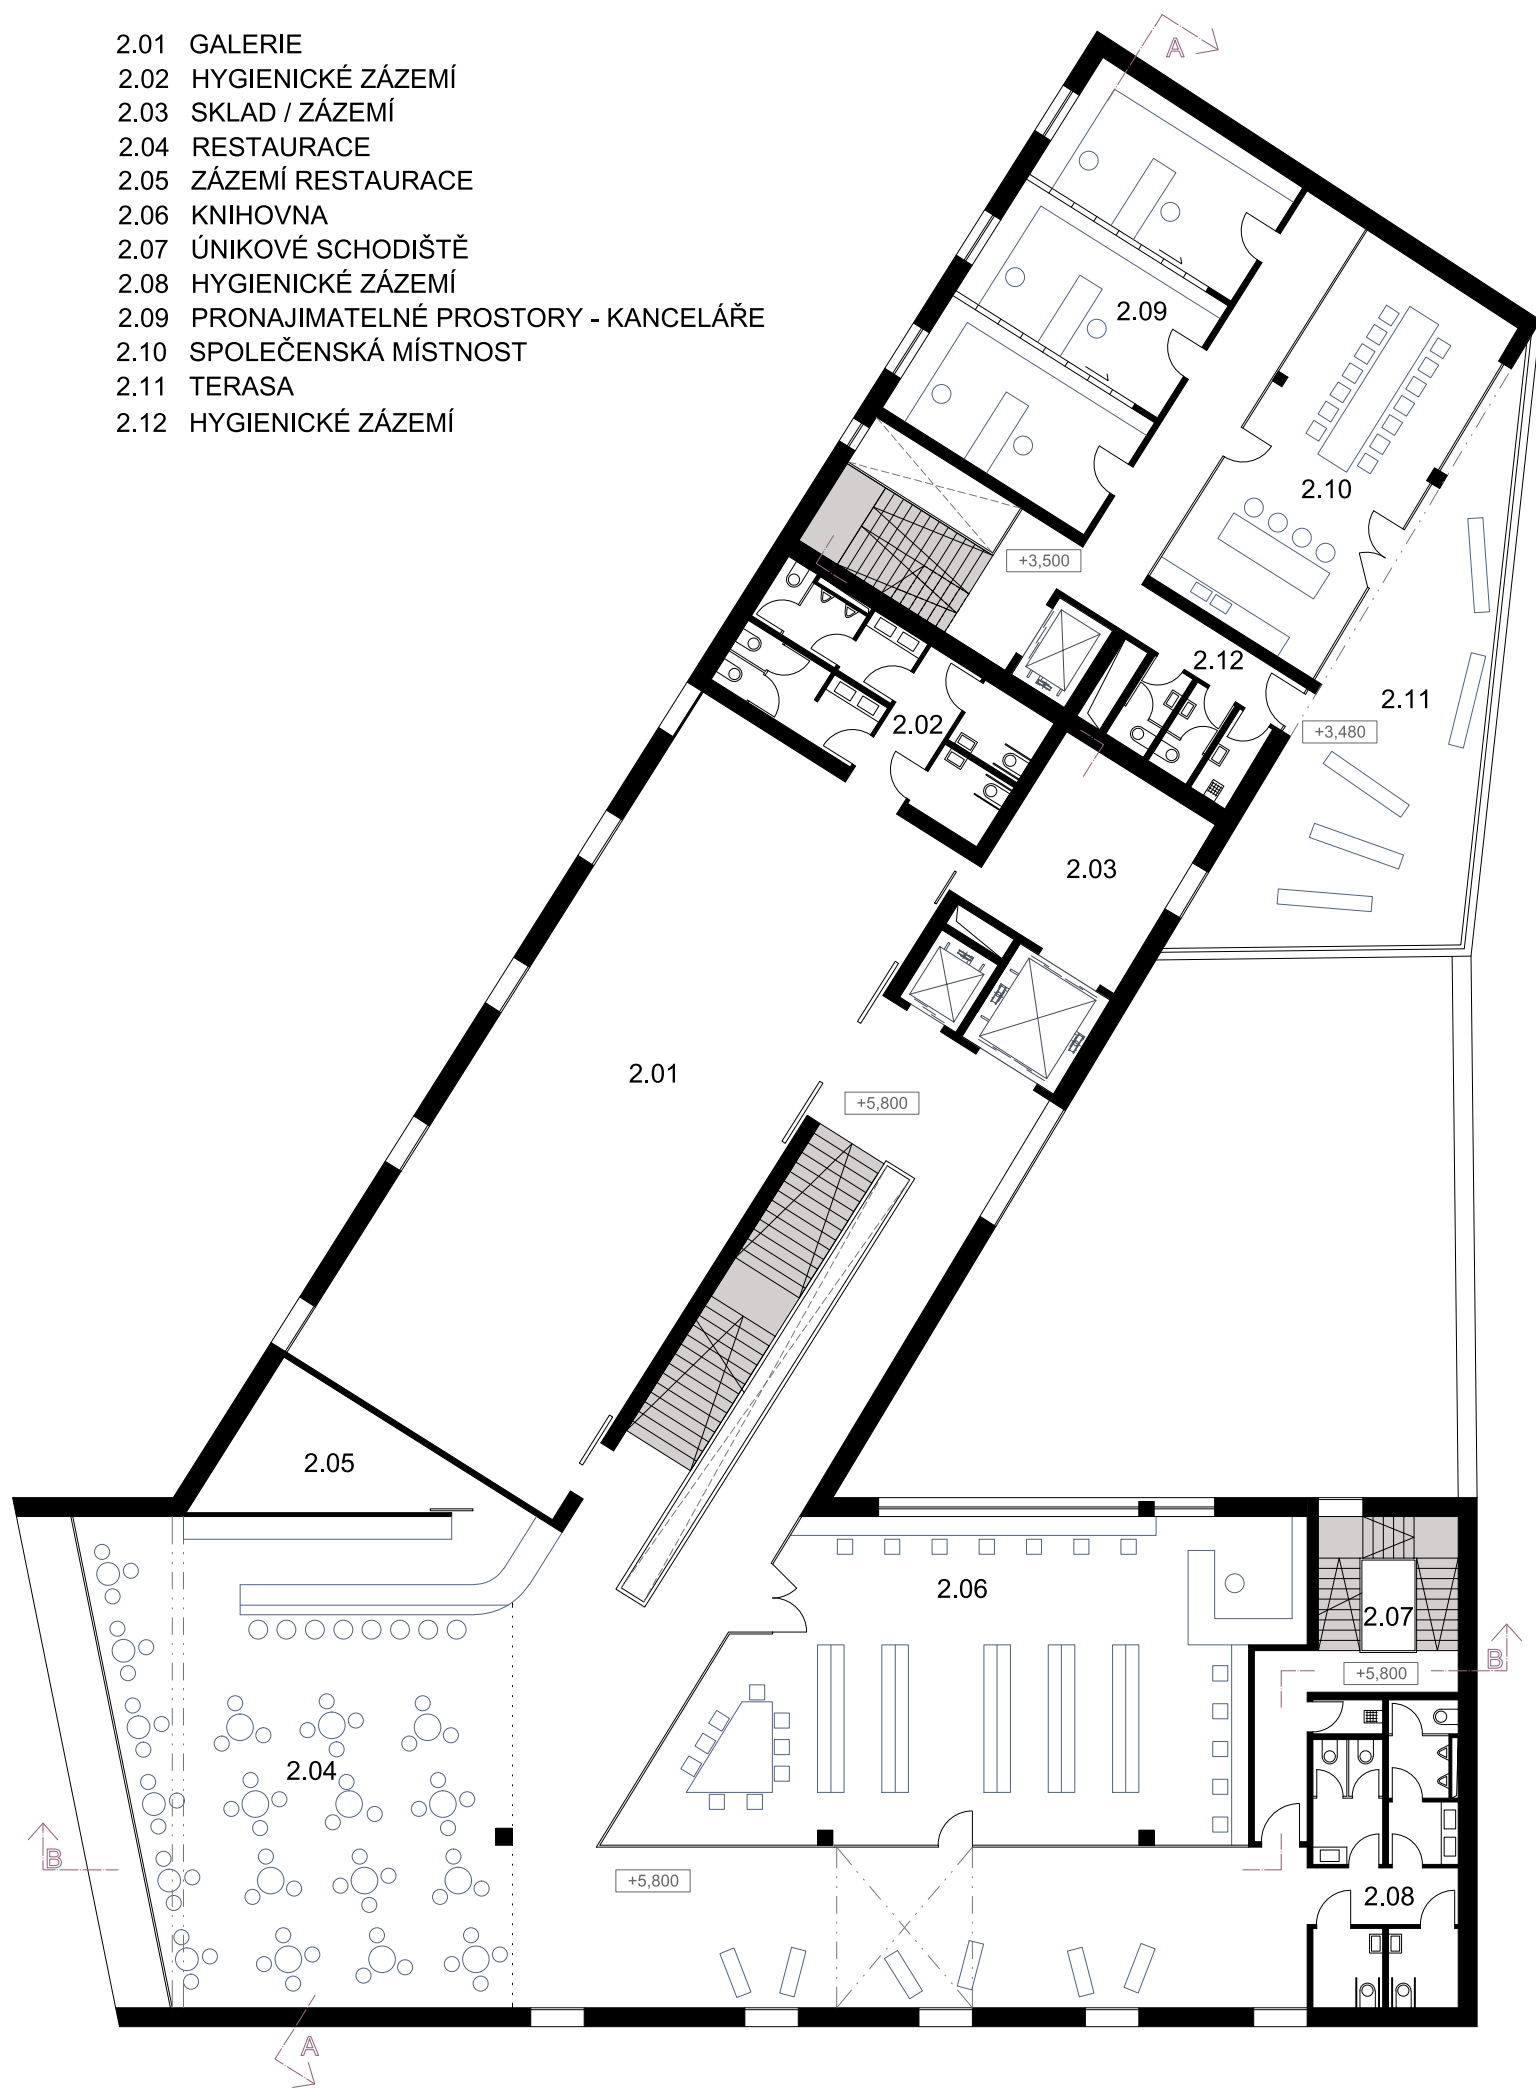 2.01 GALERIE
2.02 HYGIENICKÉ ZÁZEMÍ
2.03 SKLAD / ZÁZEMÍ
2.04 RESTAURACE
2.05 ZÁZEMÍ RESTAURACE
2.06 KNIHOVNA
2.07 ÚNIKOVÉ SCHODIŠTĚ
2.08 HYGIENICKÉ ZÁZEMÍ
2.09 PRONAJIMATELNÉ PROSTORY - KANCELÁŘE
2.10 SPOLEČENSKÁ MÍSTNOST
2.11 TERASA
2.12 HYGIENICKÉ ZÁZEMÍ
A
2.09
2.10
+3,500
2.12
2.11
2.02
+3,480
2.03
2.01
+5,800
2.05
2.06
2.07
B
+5,800
2.04
B
+5,800
2.08
A